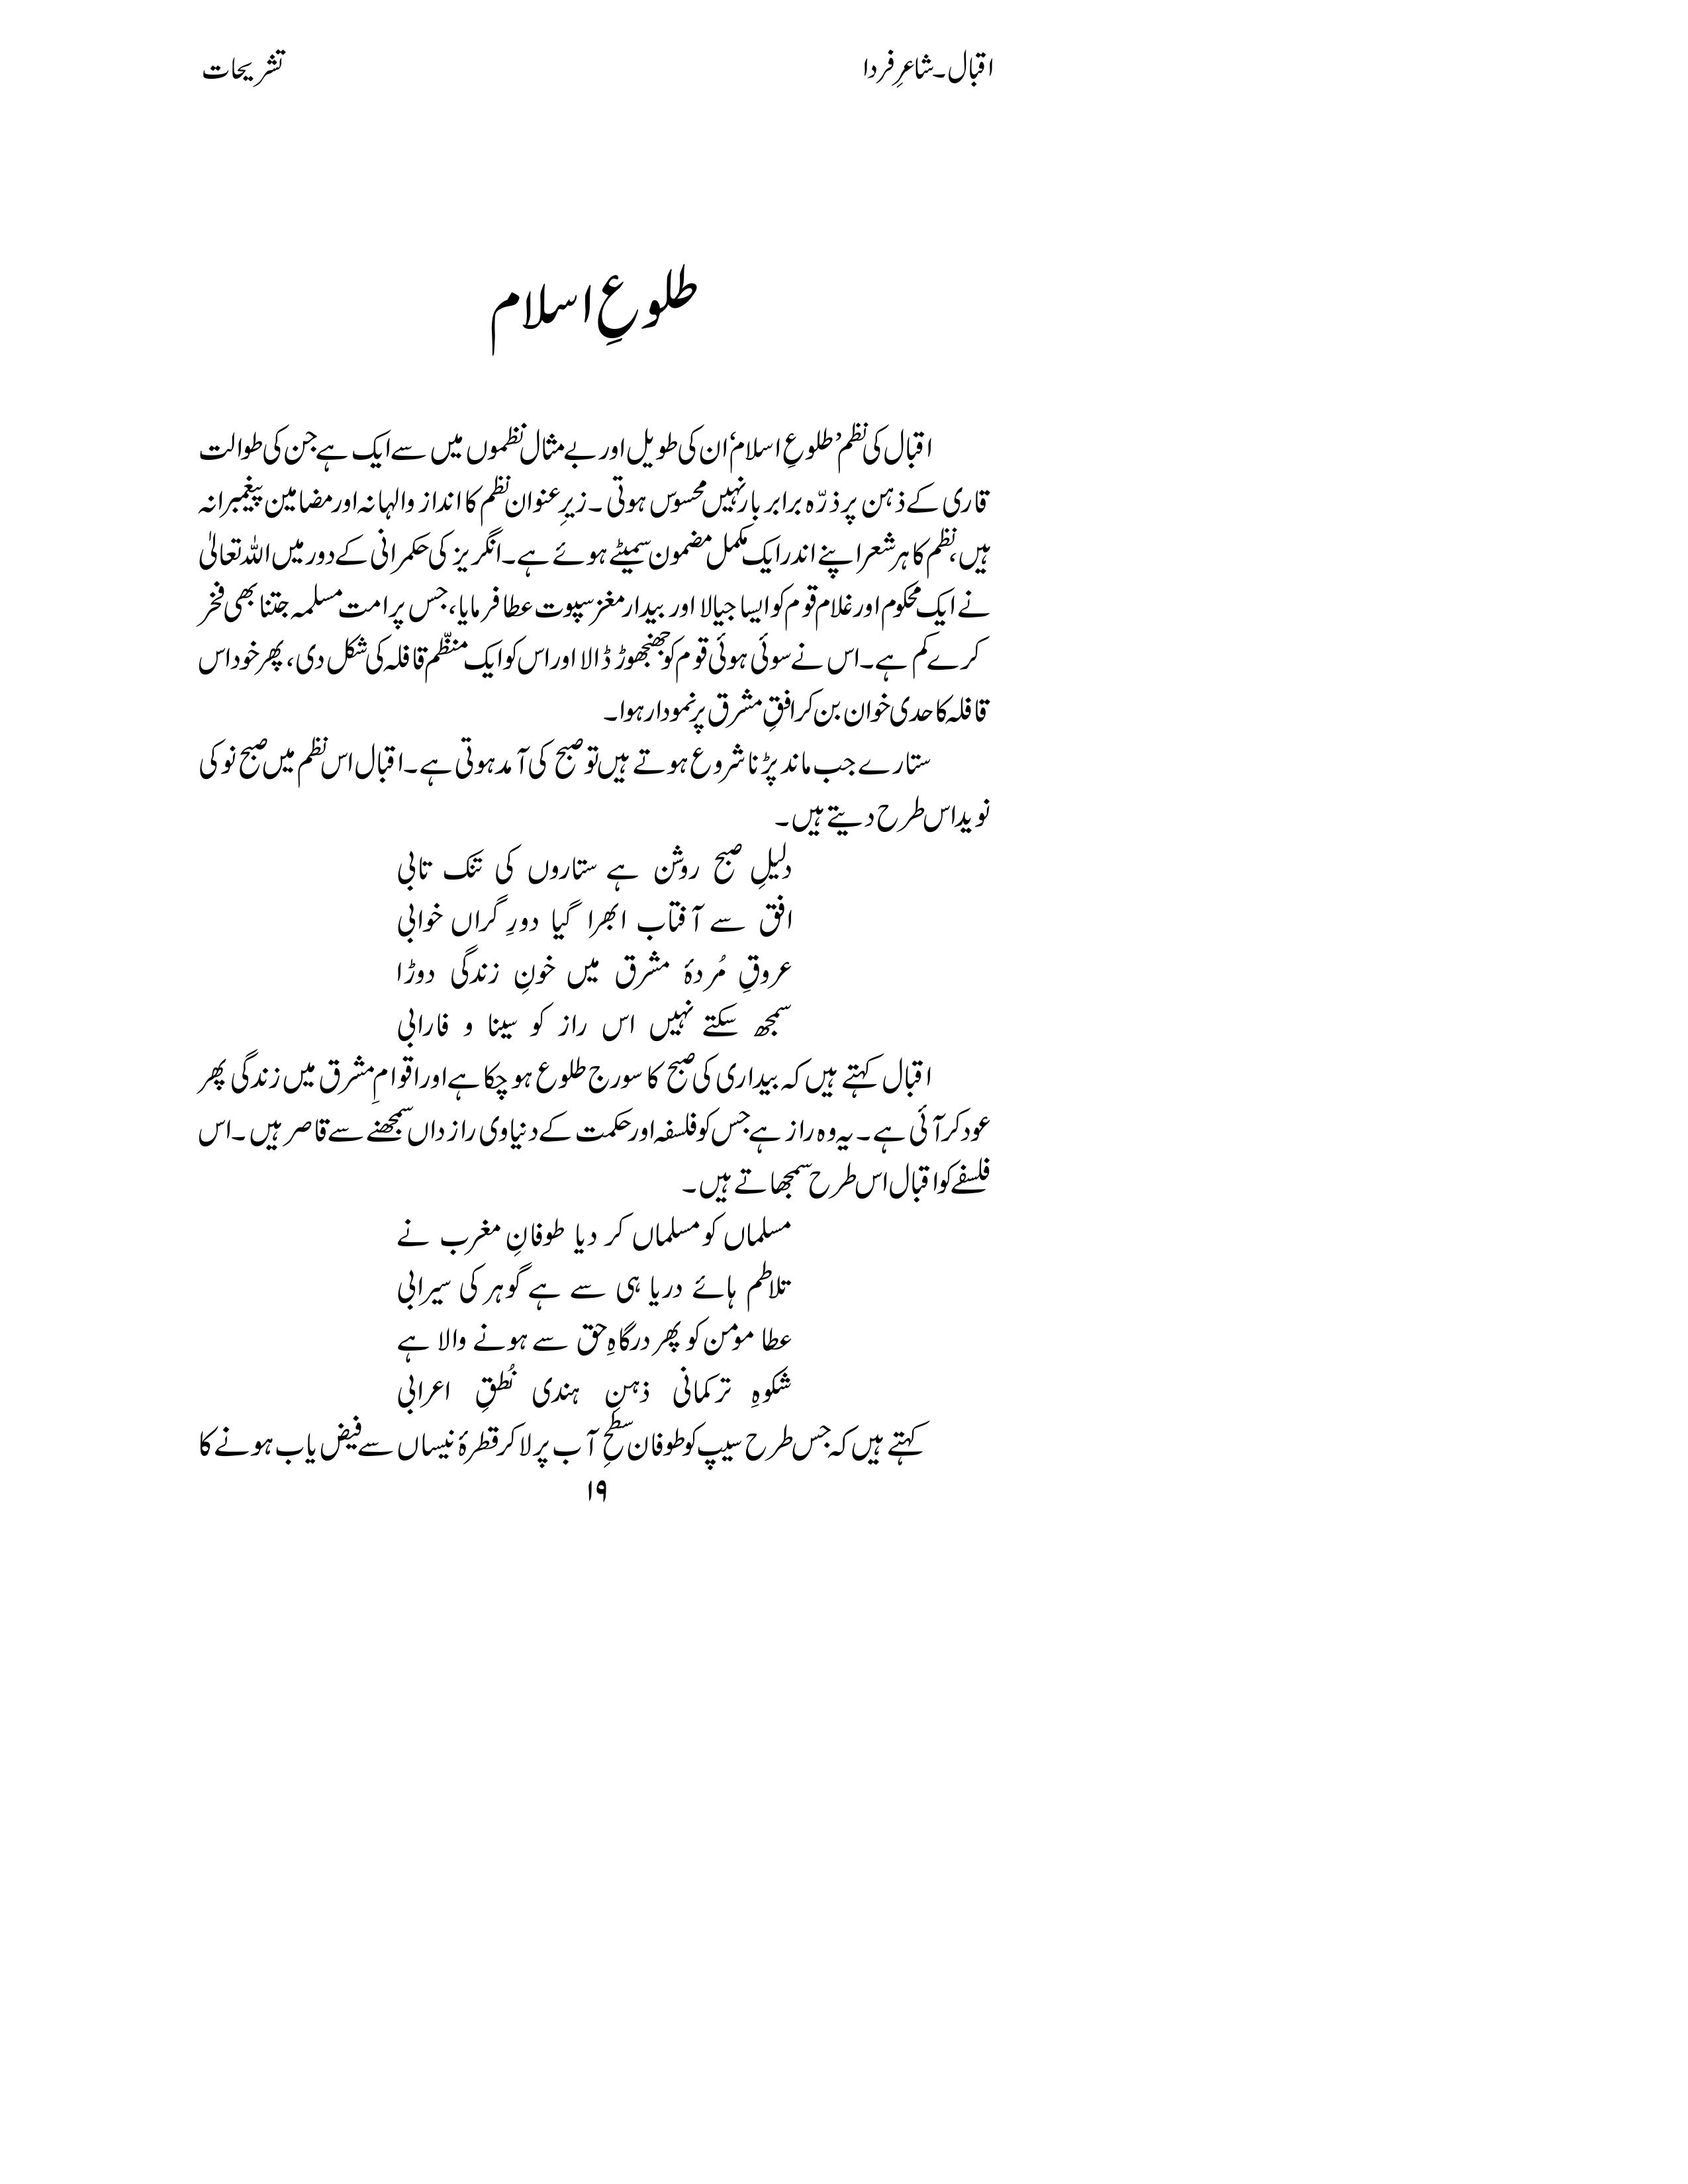 اقبال۔شاعرِ فردا
تشریحات
طلوعِ اسلام
اقبال کی نظم ’طلوعِ اسلام‘ ان کی طویل اور بے مثال نظموں میں سے ایک ہے جن کی طوالت
قاری کے ذہن پر ذرّہ برابر بار نہیں محسوس ہوتی ۔ زیرِ عنوان نظم کا انداز والہانہ اور مضامین پیغمبرانہ
ہیں، نظم کا ہر شعر اپنے اندر ایک مکمل مضمون سمیٹے ہوئے ہے۔ انگریز کی حکمرانی کے دور میں اللہ تعالیٰ
نے ایک محکوم اور غلام قوم کو ایسا جیالا اور بیدار مغز سپوت عطا فرمایا، جس پر امت مسلمہ جتنا بھی فخر
کرے کم ہے۔ اس نے سوئی ہوئی قوم کو جھنجھوڑ ڈالا اور اس کو ایک منظّم قافلہ کی شکل دی، پھر خود اس
قافلہ کا حدی خوان بن کر افقِ مشرق پر نمودار ہوا۔
ستارے جب ماند پڑنا شروع ہوتے ہیں تو صبح کی آمد ہوتی ہے۔ اقبال اس نظم میں صبح نو کی
نوید اس طرح دیتے ہیں۔
دلیلِ صبح روشن ہے ستاروں کی تنک تابی
افق سے آفتاب ابھرا گیا دورِ گراں خوابی
عروقِ مُردۂ مشرق میں خونِ زندگی دوڑا
سمجھ سکتے نہیں اس راز کو سینا و فارابی
اقبال کہتے ہیں کہ بیداری کی صبح کا سورج طلوع ہو چکا ہے اور اقوامِ مشرق میں زندگی پھر
عود کر آئی ہے ۔ یہ وہ راز ہے جس کو فلسفہ اور حکمت کے دنیاوی راز داں سمجھنے سے قاصر ہیں ۔ اس
فلسفے کو اقبال اس طرح سمجھاتے ہیں ۔
مسلماں کو مسلماں کر دیا طوفانِ مغرب نے
تلاطم ہائے دریا ہی سے ہے گوہر کی سیرابی
عطا مومن کو پھر درگاہِ حق سے ہونے والا ہے
شکوہِ ترکمانی ذہنِ ہندی نُطقِ اعرابی
کہتے ہیں کہ جس طرح سیپ کو طوفان سطحِ آب پر لا کر قطرۂ نیساں سے فیض یاب ہونے کا
۱۹